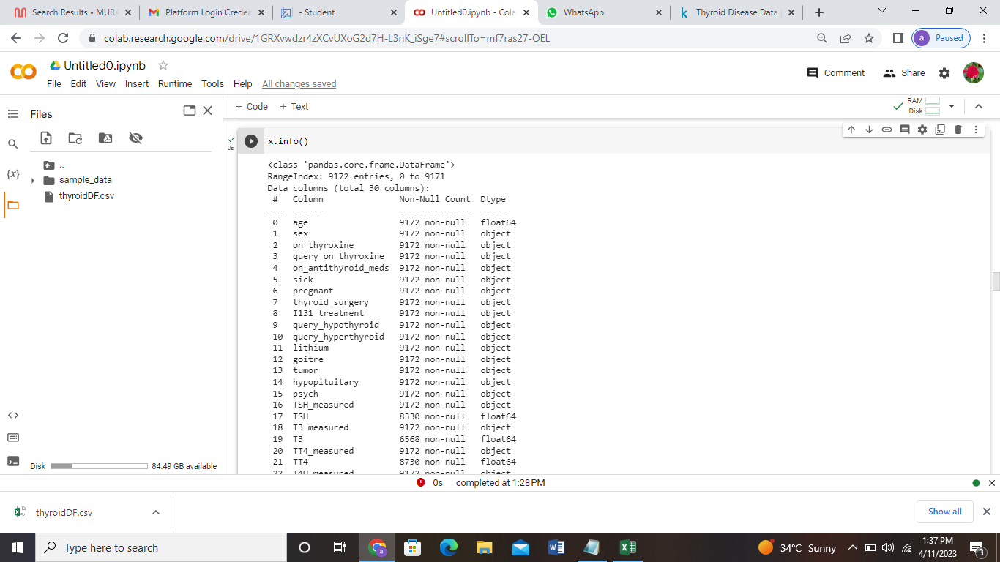 Search Results • MURA
Platform Login Creden
- Student
Untitled0.ipynb - Cola
WhatsApp
Thyroid Disease Data
colab.research.google.com/drive/1GRXvwdzr4zXCvUXoG2d7H-L3nK_iSge7#scrollTo=mf7ras27-OEL
a Paused
Untitled0.ipynb
File Edit View Insert Runtime Tools Help All changes saved
Comment Share
Files
+ Code + Text
RAM
Disk
..
sample_data
thyroidDF.csv
{x}
Disk 84.49 GB available
0s
x.info()
<class 'pandas.core.frame.DataFrame'>
RangeIndex: 9172 entries, 0 to 9171
Data columns (total 30 columns):
# Column Non-Null Count Dtype
--- ------ -------------- -----
0 age 9172 non-null float64
1 sex 9172 non-null object
2 on_thyroxine 9172 non-null object
3 query_on_thyroxine 9172 non-null object
4 on_antithyroid_meds 9172 non-null object
5 sick 9172 non-null object
6 pregnant 9172 non-null object
7 thyroid_surgery 9172 non-null object
8 I131_treatment 9172 non-null object
9 query_hypothyroid 9172 non-null object
10 query_hyperthyroid 9172 non-null object
11 lithium 9172 non-null object
12 goitre 9172 non-null object
13 tumor 9172 non-null object
14 hypopituitary 9172 non-null object
15 psych 9172 non-null object
16 TSH_measured 9172 non-null object
17 TSH 8330 non-null float64
18 T3_measured 9172 non-null object
19 T3 6568 non-null float64
20 TT4_measured 9172 non-null object
21 TT4 8730 non-null float64
22 T4U_measured 9172 non-null object
0s completed at 1:28 PM
thyroidDF.csv
Show all
Type here to search
34°C Sunny
1:37 PM
4/11/2023
3